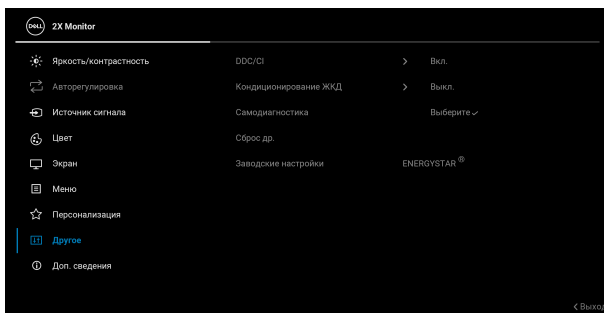 DELL 2X Monitor
Яркость/контрастность DDC/CI > Вкл.
Авторегулировка Кондиционирование ЖКД > Выкл.
Источник сигнала Самодиагностика Выберите ✓
Цвет Сброс др.
Экран Заводские настройки ENERGYSTAR ®
Меню
Персонализация
Другое
Доп. сведения
< Выход